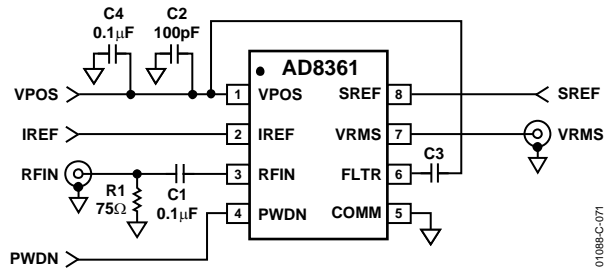 C4
0.1μF
C2
100pF
AD8361
VPOS
1
VPOS
SREF
8
SREF
IREF
2
IREF
VRMS
7
VRMS
C3
RFIN
R1
75Ω
C1
0.1μF
3
RFIN
FLTR
6
PWDN
4
PWDN
COMM
5
01088-C-071